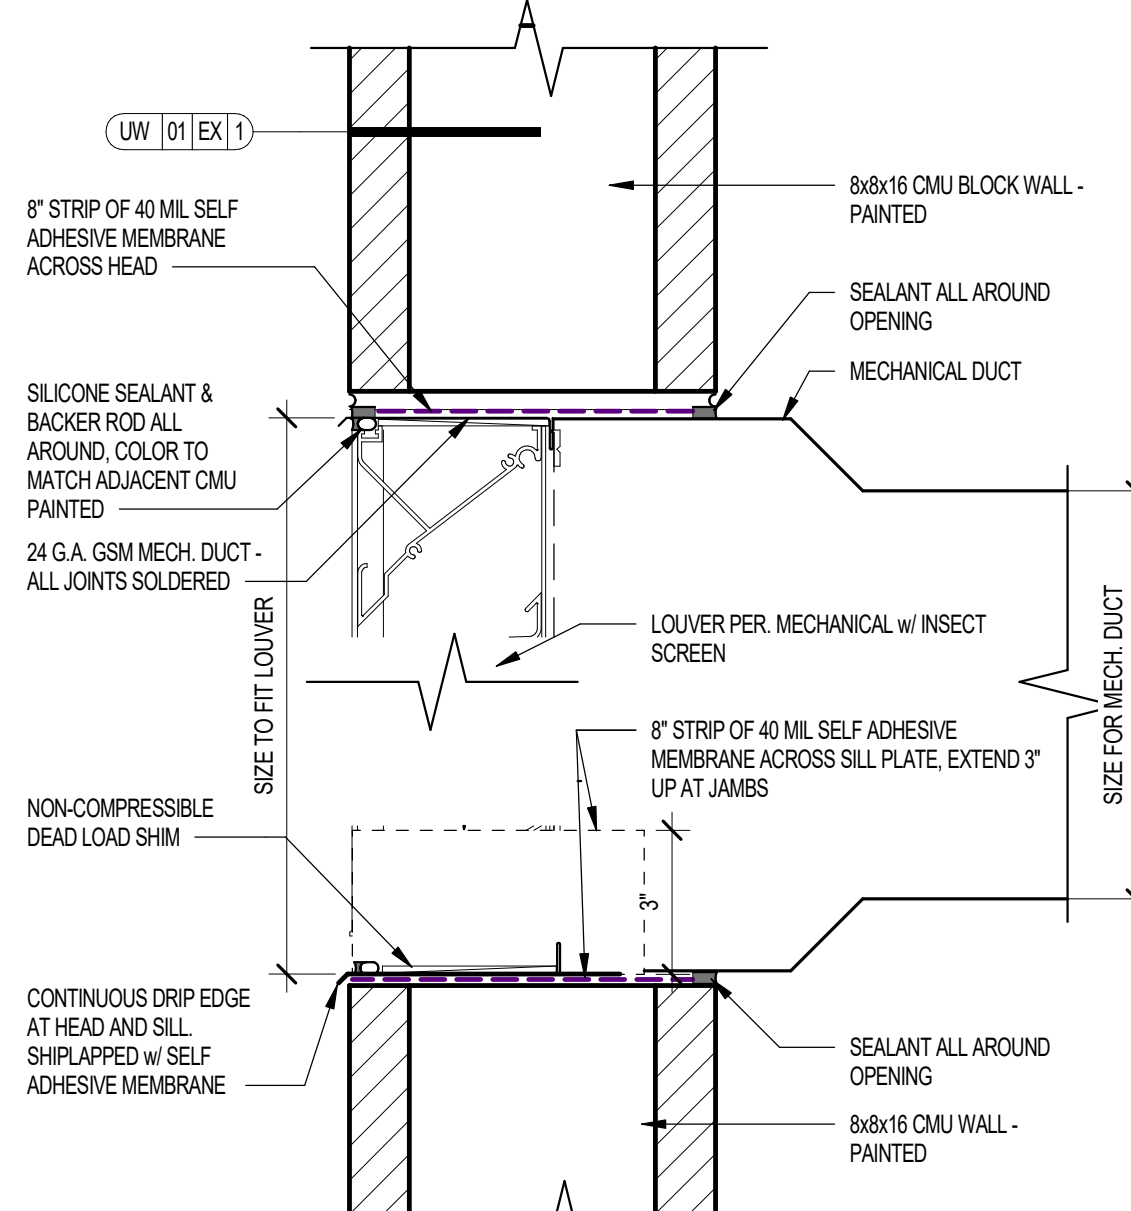 UW 01 EX 1
8" STRIP OF 40 MIL SELF
ADHESIVE MEMBRANE
ACROSS HEAD
SILICONE SEALANT &
BACKER ROD ALL
AROUND, COLOR TO
MATCH ADJACENT CMU
PAINTED
24 G.A. GSM MECH. DUCT -
ALL JOINTS SOLDERED
SIZE TO FIT LOUVER
NON-COMPRESSIBLE
DEAD LOAD SHIM
CONTINUOUS DRIP EDGE
AT HEAD AND SILL.
SHIPLAPPED w/ SELF
ADHESIVE MEMBRANE
8x8x16 CMU BLOCK WALL -
PAINTED
SEALANT ALL AROUND
OPENING
MECHANICAL DUCT
LOUVER PER. MECHANICAL w/ INSECT
SCREEN
8" STRIP OF 40 MIL SELF ADHESIVE
MEMBRANE ACROSS SILL PLATE, EXTEND 3"
UP AT JAMBS
3"
SIZE FOR MECH. DUCT
SEALANT ALL AROUND
OPENING
8x8x16 CMU WALL -
PAINTED